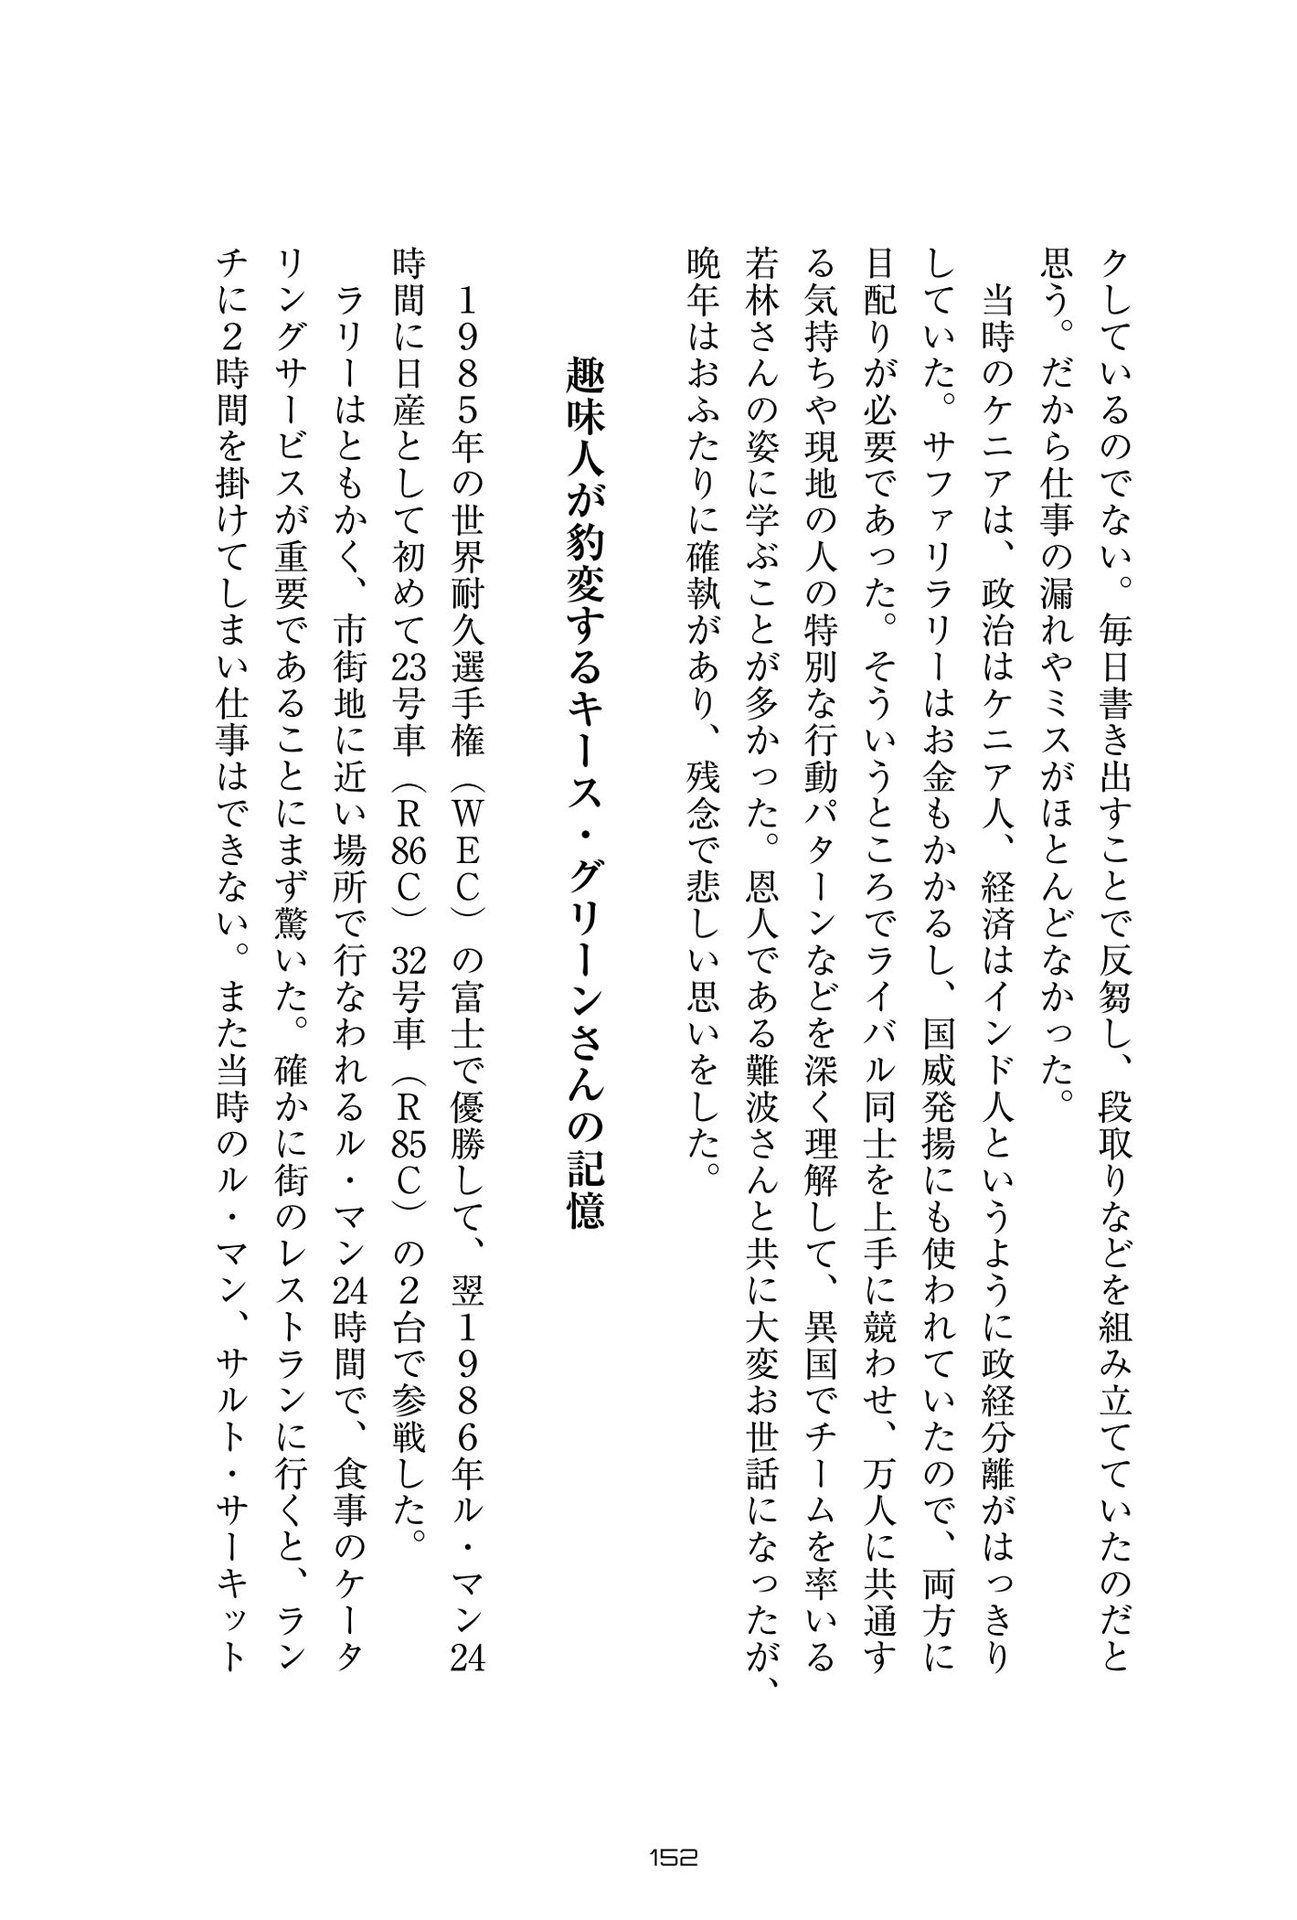 クしているのでない。毎日書き出すことで反芻し、段取りなどを組み立てていたのだと
思う。だから仕事の漏れやミスがほとんどなかった。
　当時のケニアは、政治はケニア人、経済はインド人というように政経分離がはっきり
していた。サファリラリーはお金もかかるし、国威発揚にも使われていたので、両方に
目配りが必要であった。そういうところでライバル同士を上手に競わせ、万人に共通す
る気持ちや現地の人の特別な行動パターンなどを深く理解して、異国でチームを率いる
若林さんの姿に学ぶことが多かった。恩人である難波さんと共に大変お世話になったが、
晩年はおふたりに確執があり、残念で悲しい思いをした。
趣味人が豹変するキース・グリーンさんの記憶
　１９８５年の世界耐久選手権（ＷＥＣ）の富士で優勝して、翌１９８６年ル・マン24
時間に日産として初めて23号車（Ｒ86Ｃ）32号車（Ｒ85Ｃ）の２台で参戦した。
　ラリーはともかく、市街地に近い場所で行なわれるル・マン24時間で、食事のケータ
リングサービスが重要であることにまず驚いた。確かに街のレストランに行くと、ラン
チに２時間を掛けてしまい仕事はできない。また当時のル・マン、サルト・サーキット
152